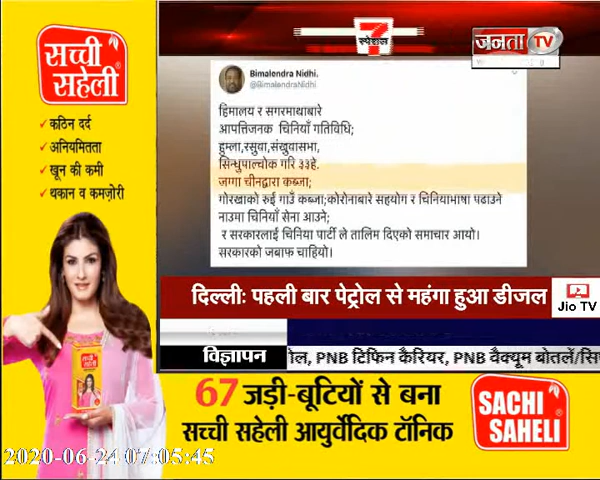 सच्ची
सहेली
कठिन दर्द
अनियमितता
खून की कमी
थकान व कमज़ोरी
7
स्पेशल
जनता TV
Bimalendra Nidhi.
@BimalendraNidhi
हिमालय र सगरमाथाबारे
आपत्तिजनक चिनियाँ गतिविधि;
हुम्ला,रसुवा,संखुवासभा,
सिन्धुपाल्चोक गरि ३३हे.
जग्गा चीनद्वारा कब्जा;
गोरखाको रुई गाउँ कब्जा;कोरोनाबारे सहयोग र चिनियाभाषा पढाउने
नाउमा चिनियाँ सेना आउने;
र सरकारलाई चिनिया पार्टी ले तालिम दिएको समाचार आयो।
सरकारको जबाफ चाहियो।
दिल्ली: पहली बार पेट्रोल से महंगा हुआ डीजल
Jio TV
विज्ञापन
ोल, PNB टिफिन कैरियर, PNB वैक्यूम बोतलें/सि
67 जड़ी-बूटियों से बना
सच्ची सहेली आयुर्वेदिक टॉनिक
SACHI
SAHELI
2020-06-24 07:05:45